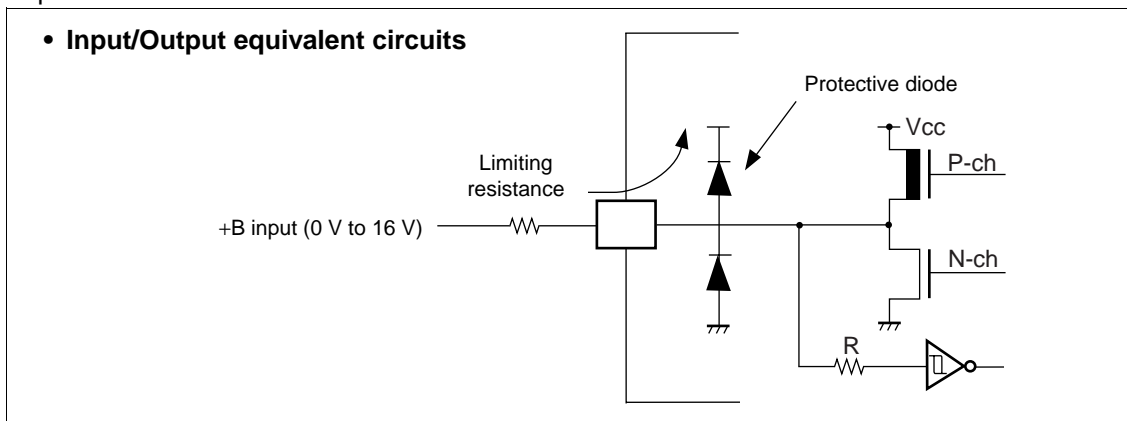 • Input/Output equivalent circuits
Protective diode
Vcc
Limiting
resistance
P-ch
+B input (0 V to 16 V)
N-ch
R